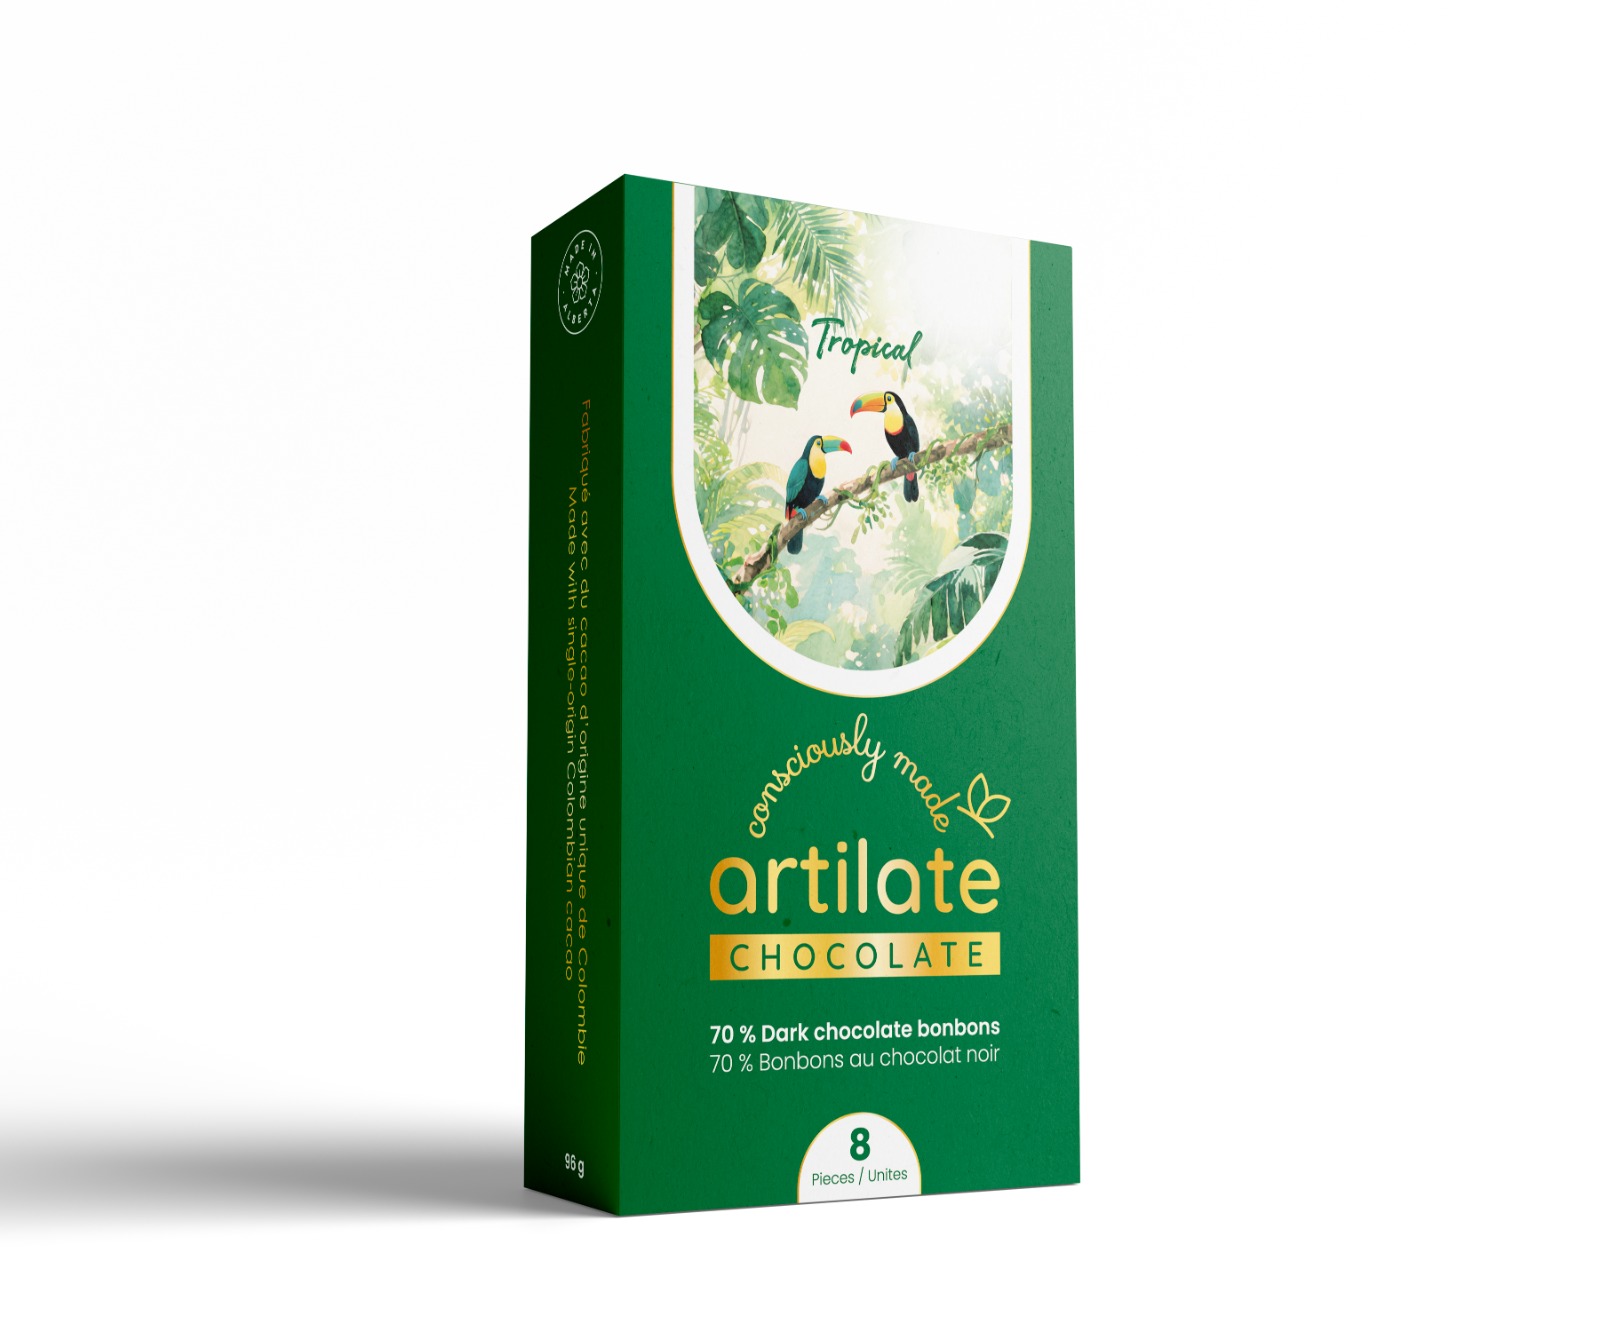 MADE IN ALBERTA
Fabriqué avec du cacao d'origine unique de Colombie
Made with single-origin Colombian cacao
96 g
Tropical
consciously made
artilate
CHOCOLATE
70 % Dark chocolate bonbons
70 % Bonbons au chocolat noir
8
Pieces / Unites